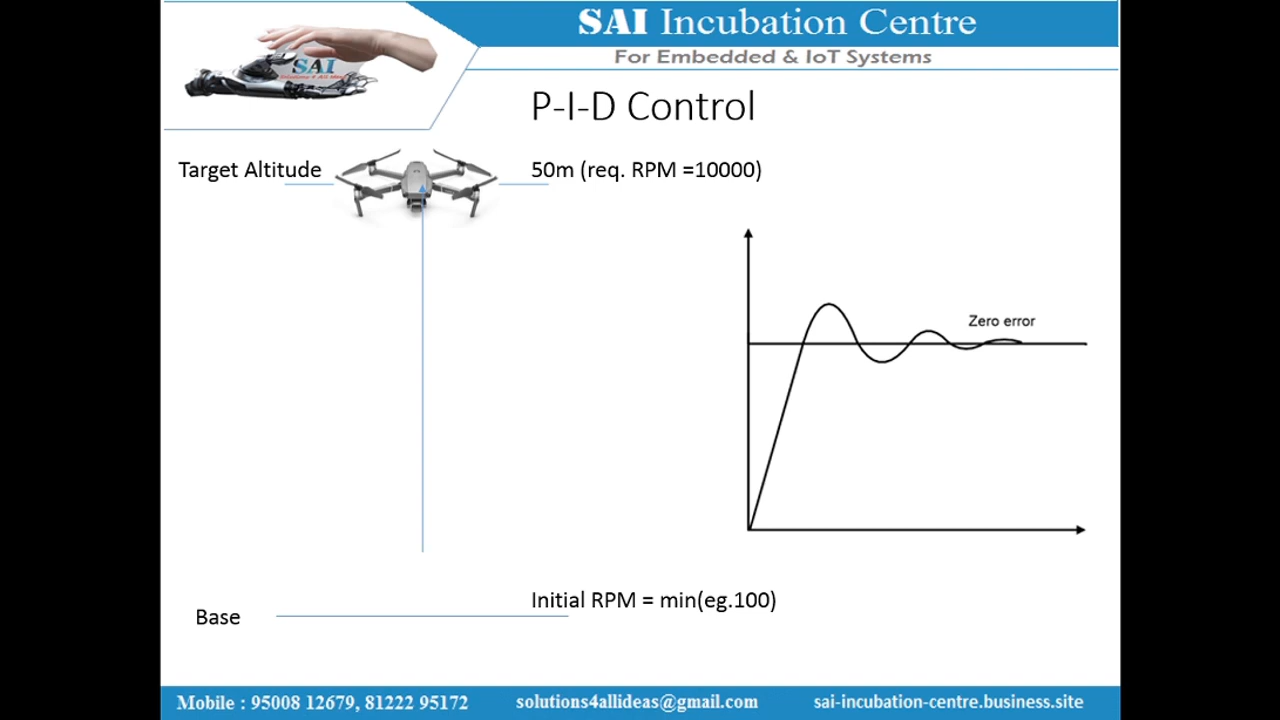 SAI Incubation Centre
For Embedded & IoT Systems
SAI
P-I-D Control
Target Altitude
50m (req. RPM =10000)
Zero error
Initial RPM = min(eg.100)
Base
Mobile : 95008 12679, 81222 95172
solutions4allideas@gmail.com
sai-incubation-centre.business.site